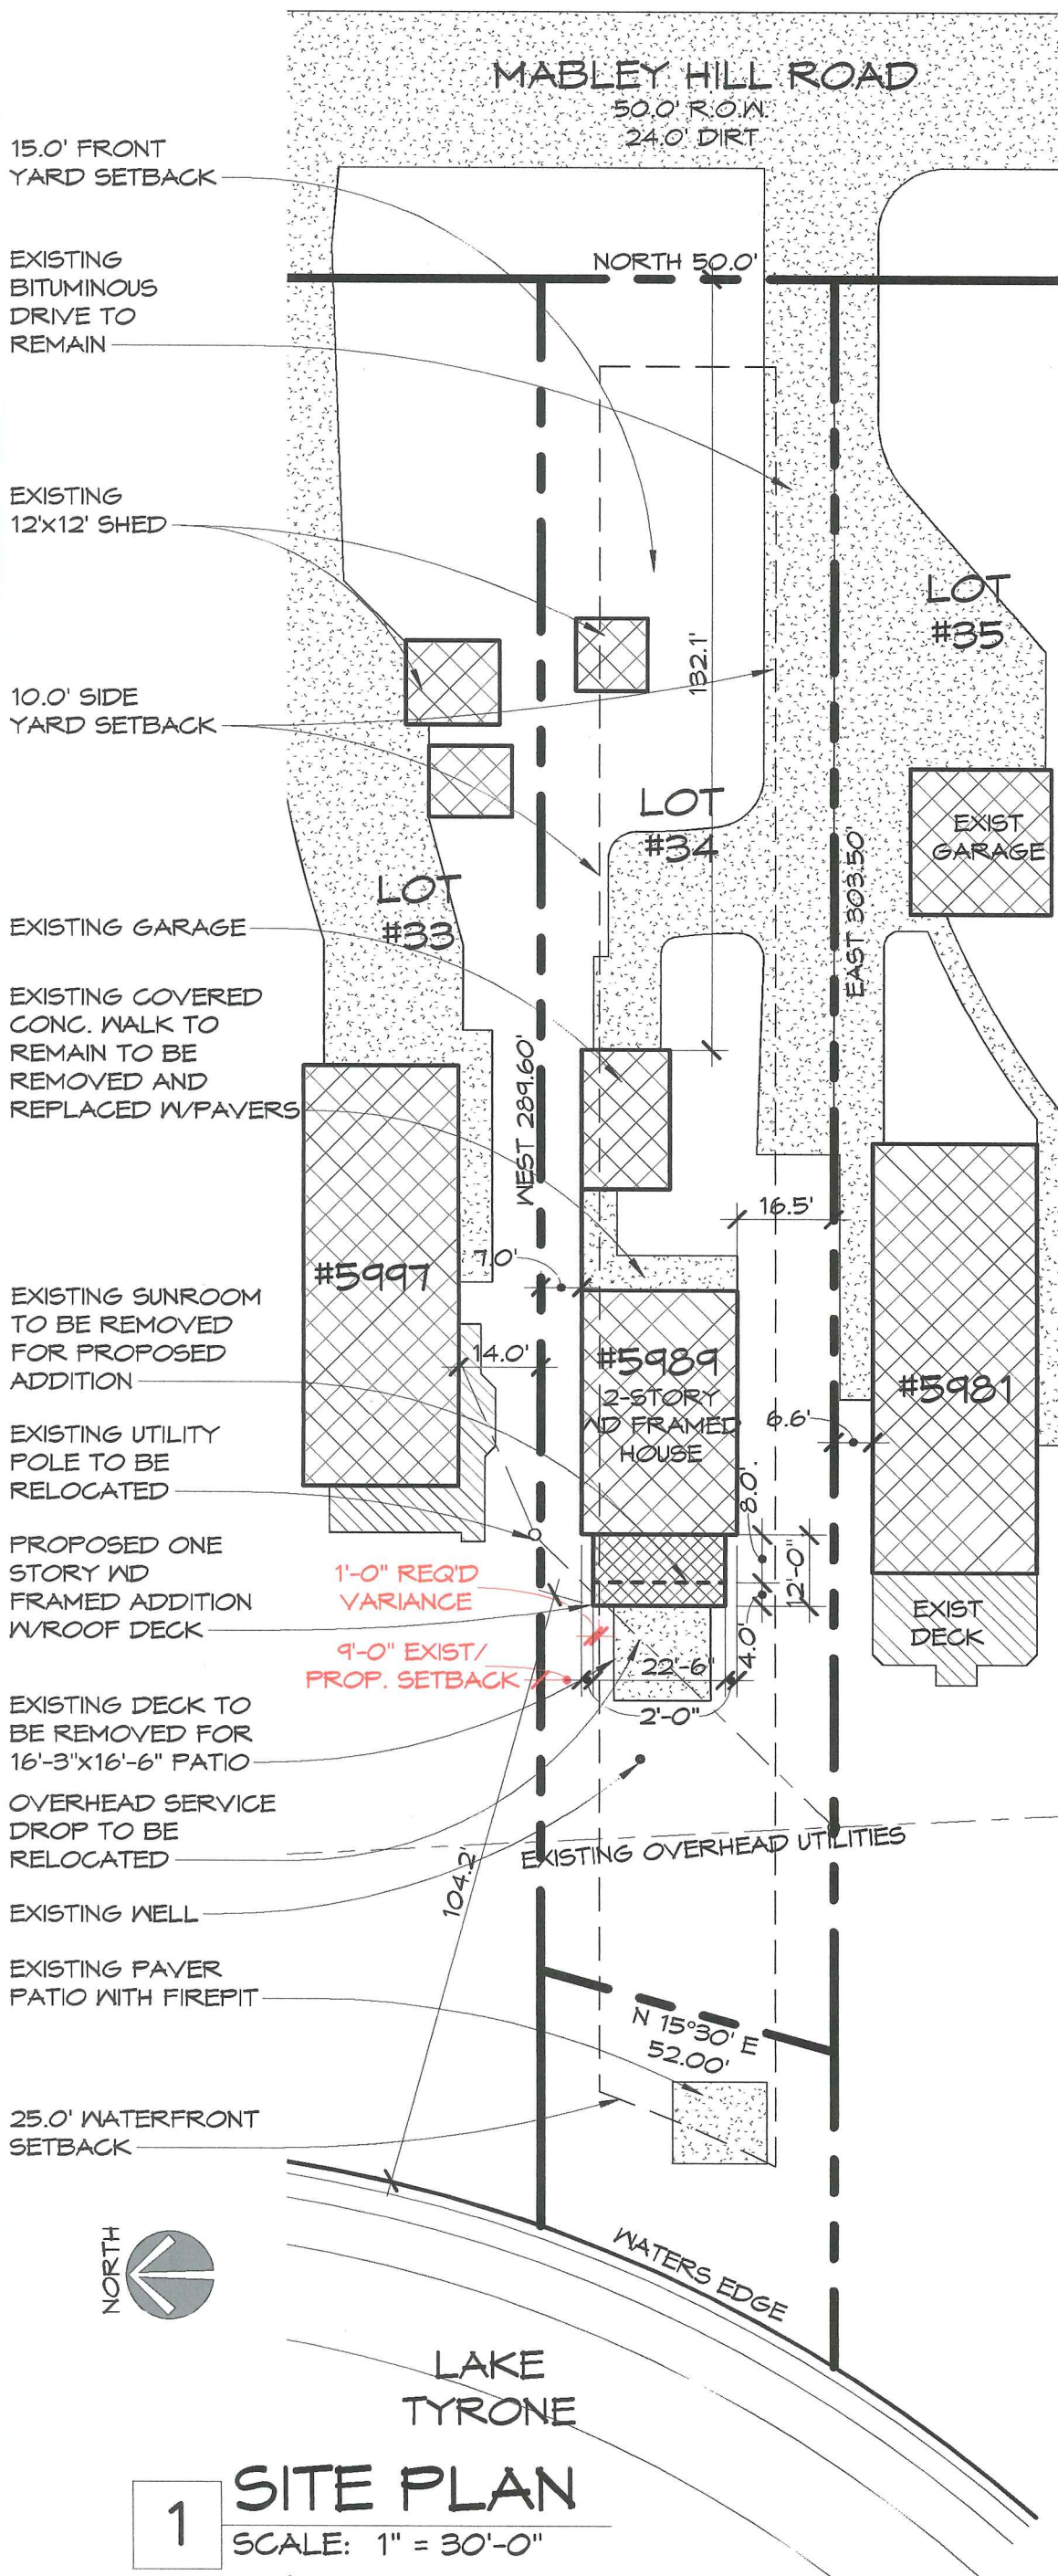 MABLEY HILL ROAD
50.0' R.O.W.
24.0' DIRT
15.0' FRONT
YARD SETBACK
NORTH 50.0'
EXISTING
BITUMINOUS
DRIVE TO
REMAIN
EXISTING
12'x12' SHED
LOT
#35
132.1'
10.0' SIDE
YARD SETBACK
LOT
#34
EXIST
GARAGE
EAST 303.50'
LOT
#33
EXISTING GARAGE
EXISTING COVERED
CONC. WALK TO
REMAIN TO BE
REMOVED AND
REPLACED W/PAVERS
WEST 289.60'
16.5'
7.0'
#5997
EXISTING SUNROOM
TO BE REMOVED
FOR PROPOSED
ADDITION
14.0'
#5989
2-STORY
WD FRAMED
HOUSE
#5981
6.6'
EXISTING UTILITY
POLE TO BE
RELOCATED
8.0'
12'-0"
4.0'
PROPOSED ONE
STORY WD
FRAMED ADDITION
W/ROOF DECK
1'-0" REQ'D
VARIANCE
EXIST
DECK
9'-0" EXIST/
PROP. SETBACK
22'-6"
2'-0"
EXISTING DECK TO
BE REMOVED FOR
16'-3"x16'-6" PATIO
OVERHEAD SERVICE
DROP TO BE
RELOCATED
EXISTING OVERHEAD UTILITIES
104.2'
EXISTING WELL
EXISTING PAVER
PATIO WITH FIREPIT
N 15°30' E
52.00'
25.0' WATERFRONT
SETBACK
NORTH
WATERS EDGE
LAKE
TYRONE
1
SITE PLAN
SCALE: 1" = 30'-0"